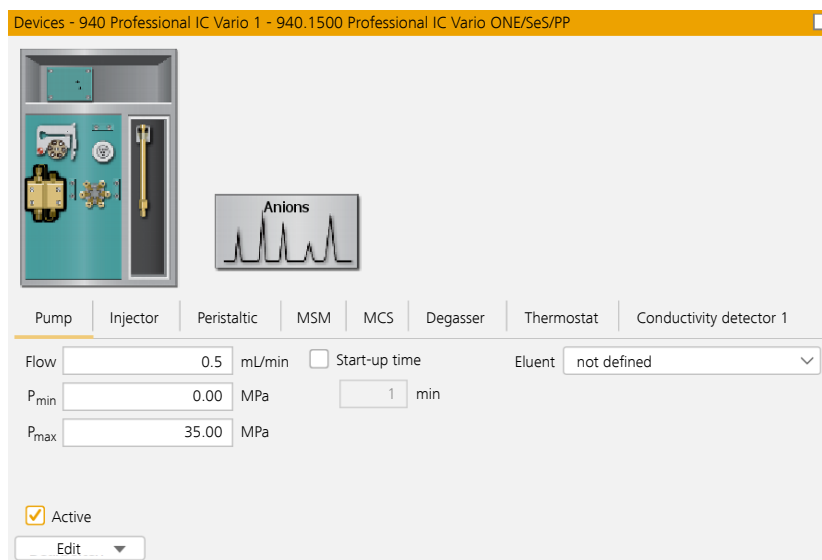 Devices - 940 Professional IC Vario 1 - 940.1500 Professional IC Vario ONE/SeS/PP
Anions
Pump Injector Peristaltic MSM MCS Degasser Thermostat Conductivity detector 1
Flow 0.5 mL/min Start-up time Eluent not defined
Pmin 0.00 MPa 1 min
Pmax 35.00 MPa
Active
Edit